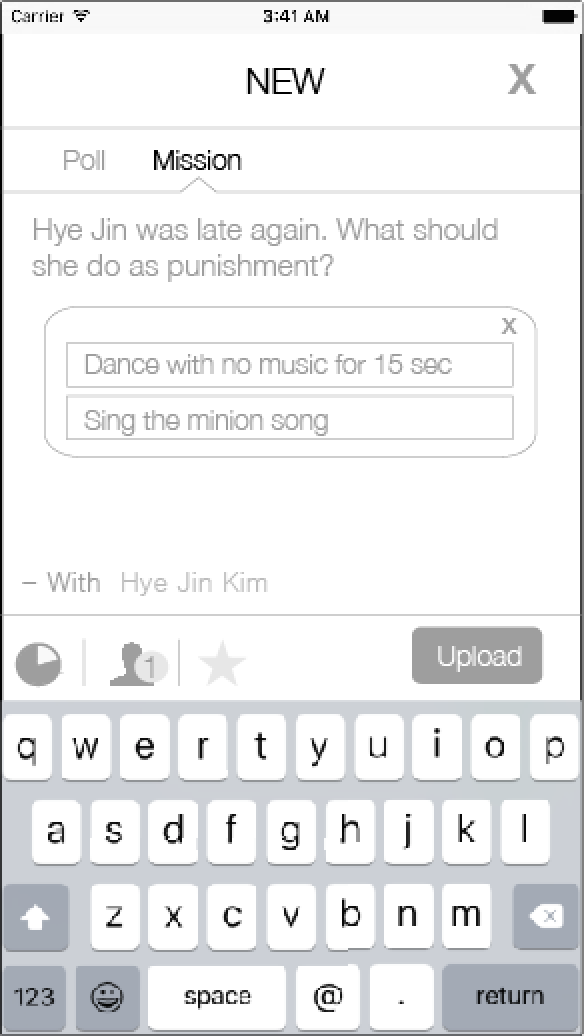 Carrier 3:41 AM
NEW X
Poll Mission
Hye Jin was late again. What should
she do as punishment?
x
Dance with no music for 15 sec
Sing the minion song
– With Hye Jin Kim
1 Upload
q w e r t y u i o p
a s d f g h j k l
z x c v b n m
123 space @ . return